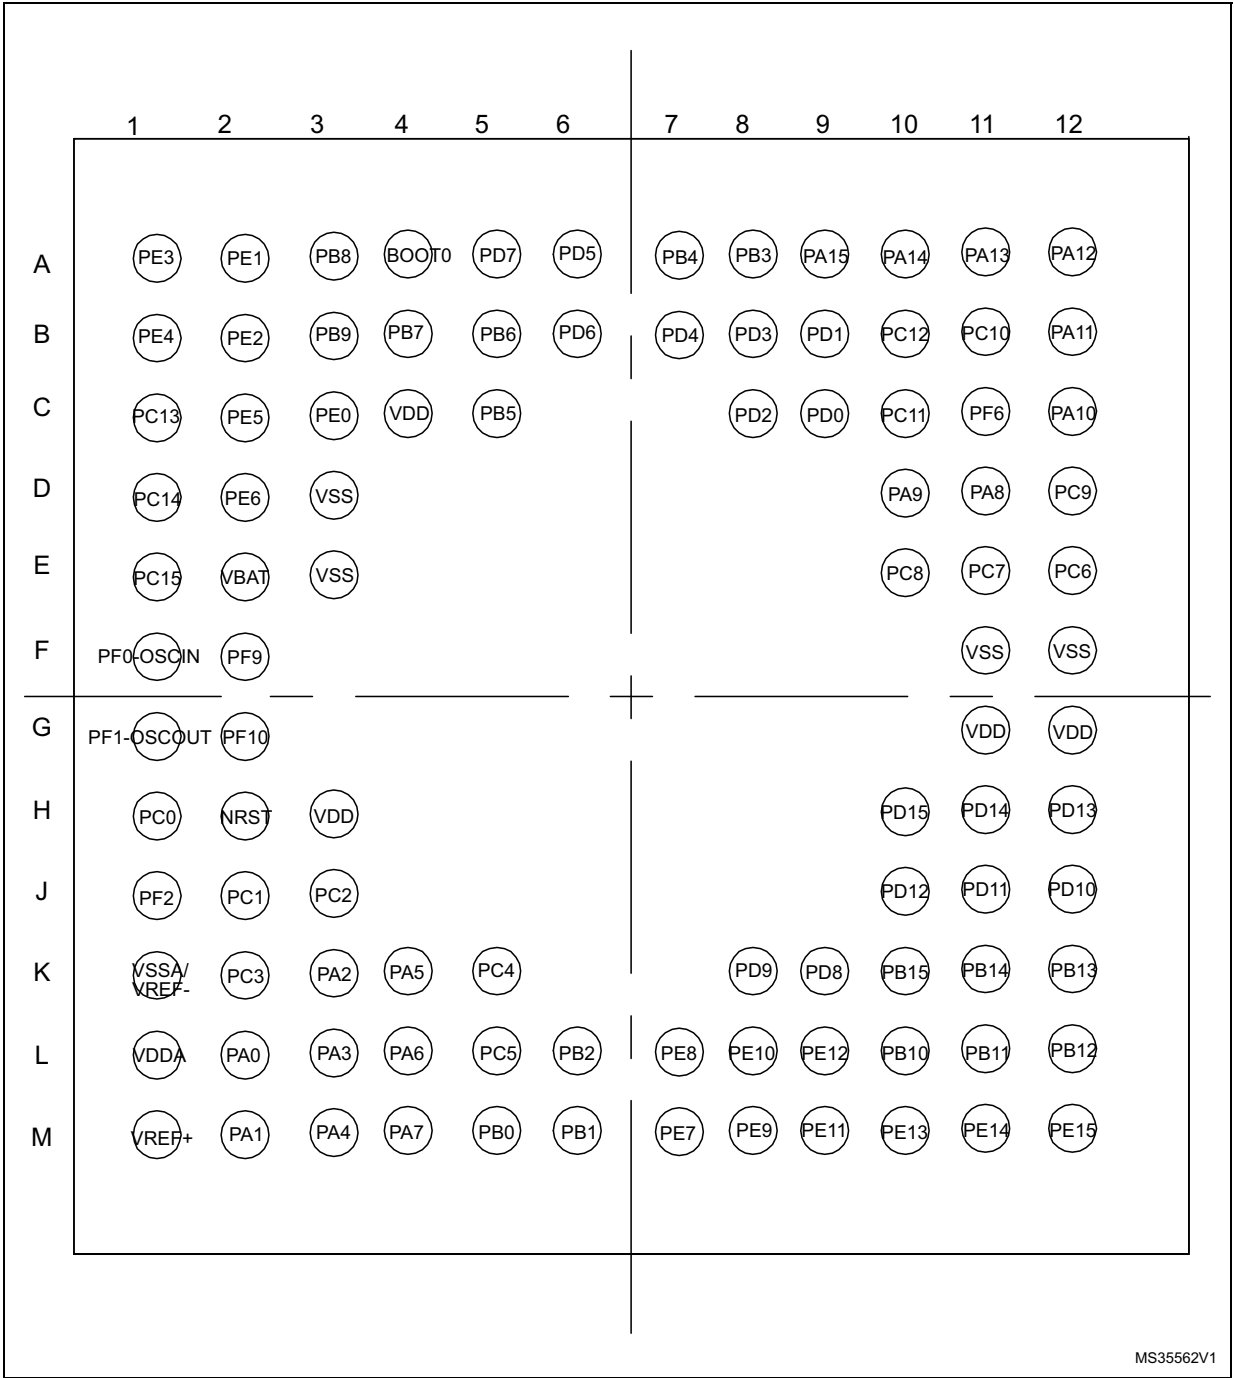 1 2 3 4 5 6 7 8 9 10 11 12
A PE3 PE1 PB8 BOOT0 PD7 PD5 PB4 PB3 PA15 PA14 PA13 PA12
B PE4 PE2 PB9 PB7 PB6 PD6 PD4 PD3 PD1 PC12 PC10 PA11
C PC13 PE5 PE0 VDD PB5 PD2 PD0 PC11 PF6 PA10
D PC14 PE6 VSS PA9 PA8 PC9
E PC15 VBAT VSS PC8 PC7 PC6
F PF0-OSCIN PF9 VSS VSS
G PF1-OSCOUT PF10 VDD VDD
H PC0 NRST VDD PD15 PD14 PD13
J PF2 PC1 PC2 PD12 PD11 PD10
K VSSA/ VREF- PC3 PA2 PA5 PC4 PD9 PD8 PB15 PB14 PB13
L VDDA PA0 PA3 PA6 PC5 PB2 PE8 PE10 PE12 PB10 PB11 PB12
M VREF+ PA1 PA4 PA7 PB0 PB1 PE7 PE9 PE11 PE13 PE14 PE15
MS35562V1